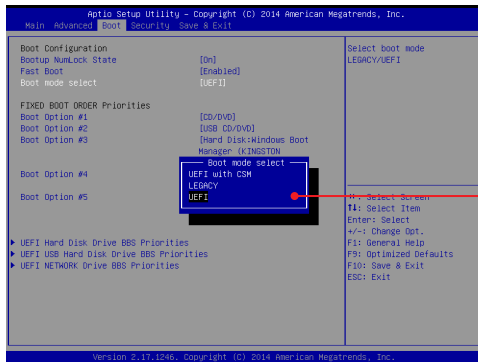 Aptio Setup Utility – Copyright (C) 2014 American Megatrends, Inc.
Main Advanced Boot Security Save & Exit
Boot Configuration
Bootup NumLock State [On]
Fast Boot [Enabled]
Boot mode select [UEFI]
FIXED BOOT ORDER Priorities
Boot Option #1 [CD/DVD]
Boot Option #2 [USB CD/DVD]
Boot Option #3 [Hard Disk:Windows Boot
Manager (KINGSTON
Boot mode select
UEFI with CSM
LEGACY
UEFI
Boot Option #4
Boot Option #5
UEFI Hard Disk Drive BBS Priorities
UEFI USB Hard Disk Drive BBS Priorities
UEFI NETWORK Drive BBS Priorities
Select boot mode
LEGACY/UEFI
: Select Screen
↑↓: Select Item
Enter: Select
+/-: Change Opt.
F1: General Help
F9: Optimized Defaults
F10: Save & Exit
ESC: Exit
Version 2.17.1246. Copyright (C) 2014 American Megatrends, Inc.